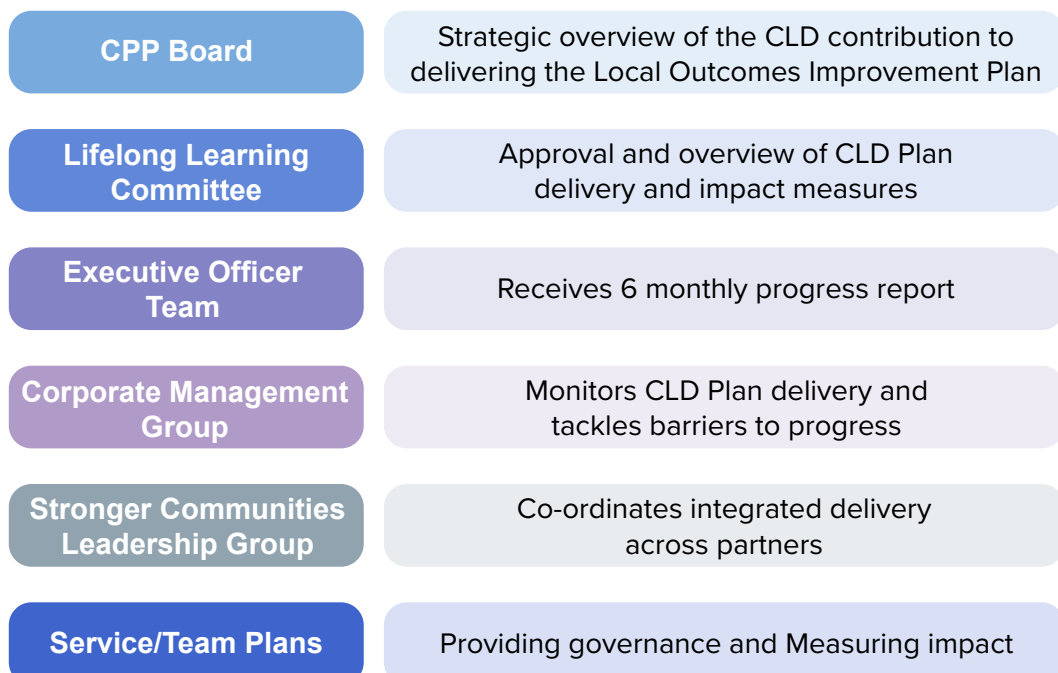 CPP Board
Strategic overview of the CLD contribution to
delivering the Local Outcomes Improvement Plan
Lifelong Learning
Committee
Approval and overview of CLD Plan
delivery and impact measures
Executive Officer
Team
Receives 6 monthly progress report
Corporate Management
Group
Monitors CLD Plan delivery and
tackles barriers to progress
Stronger Communities
Leadership Group
Co-ordinates integrated delivery
across partners
Service/Team Plans
Providing governance and Measuring impact